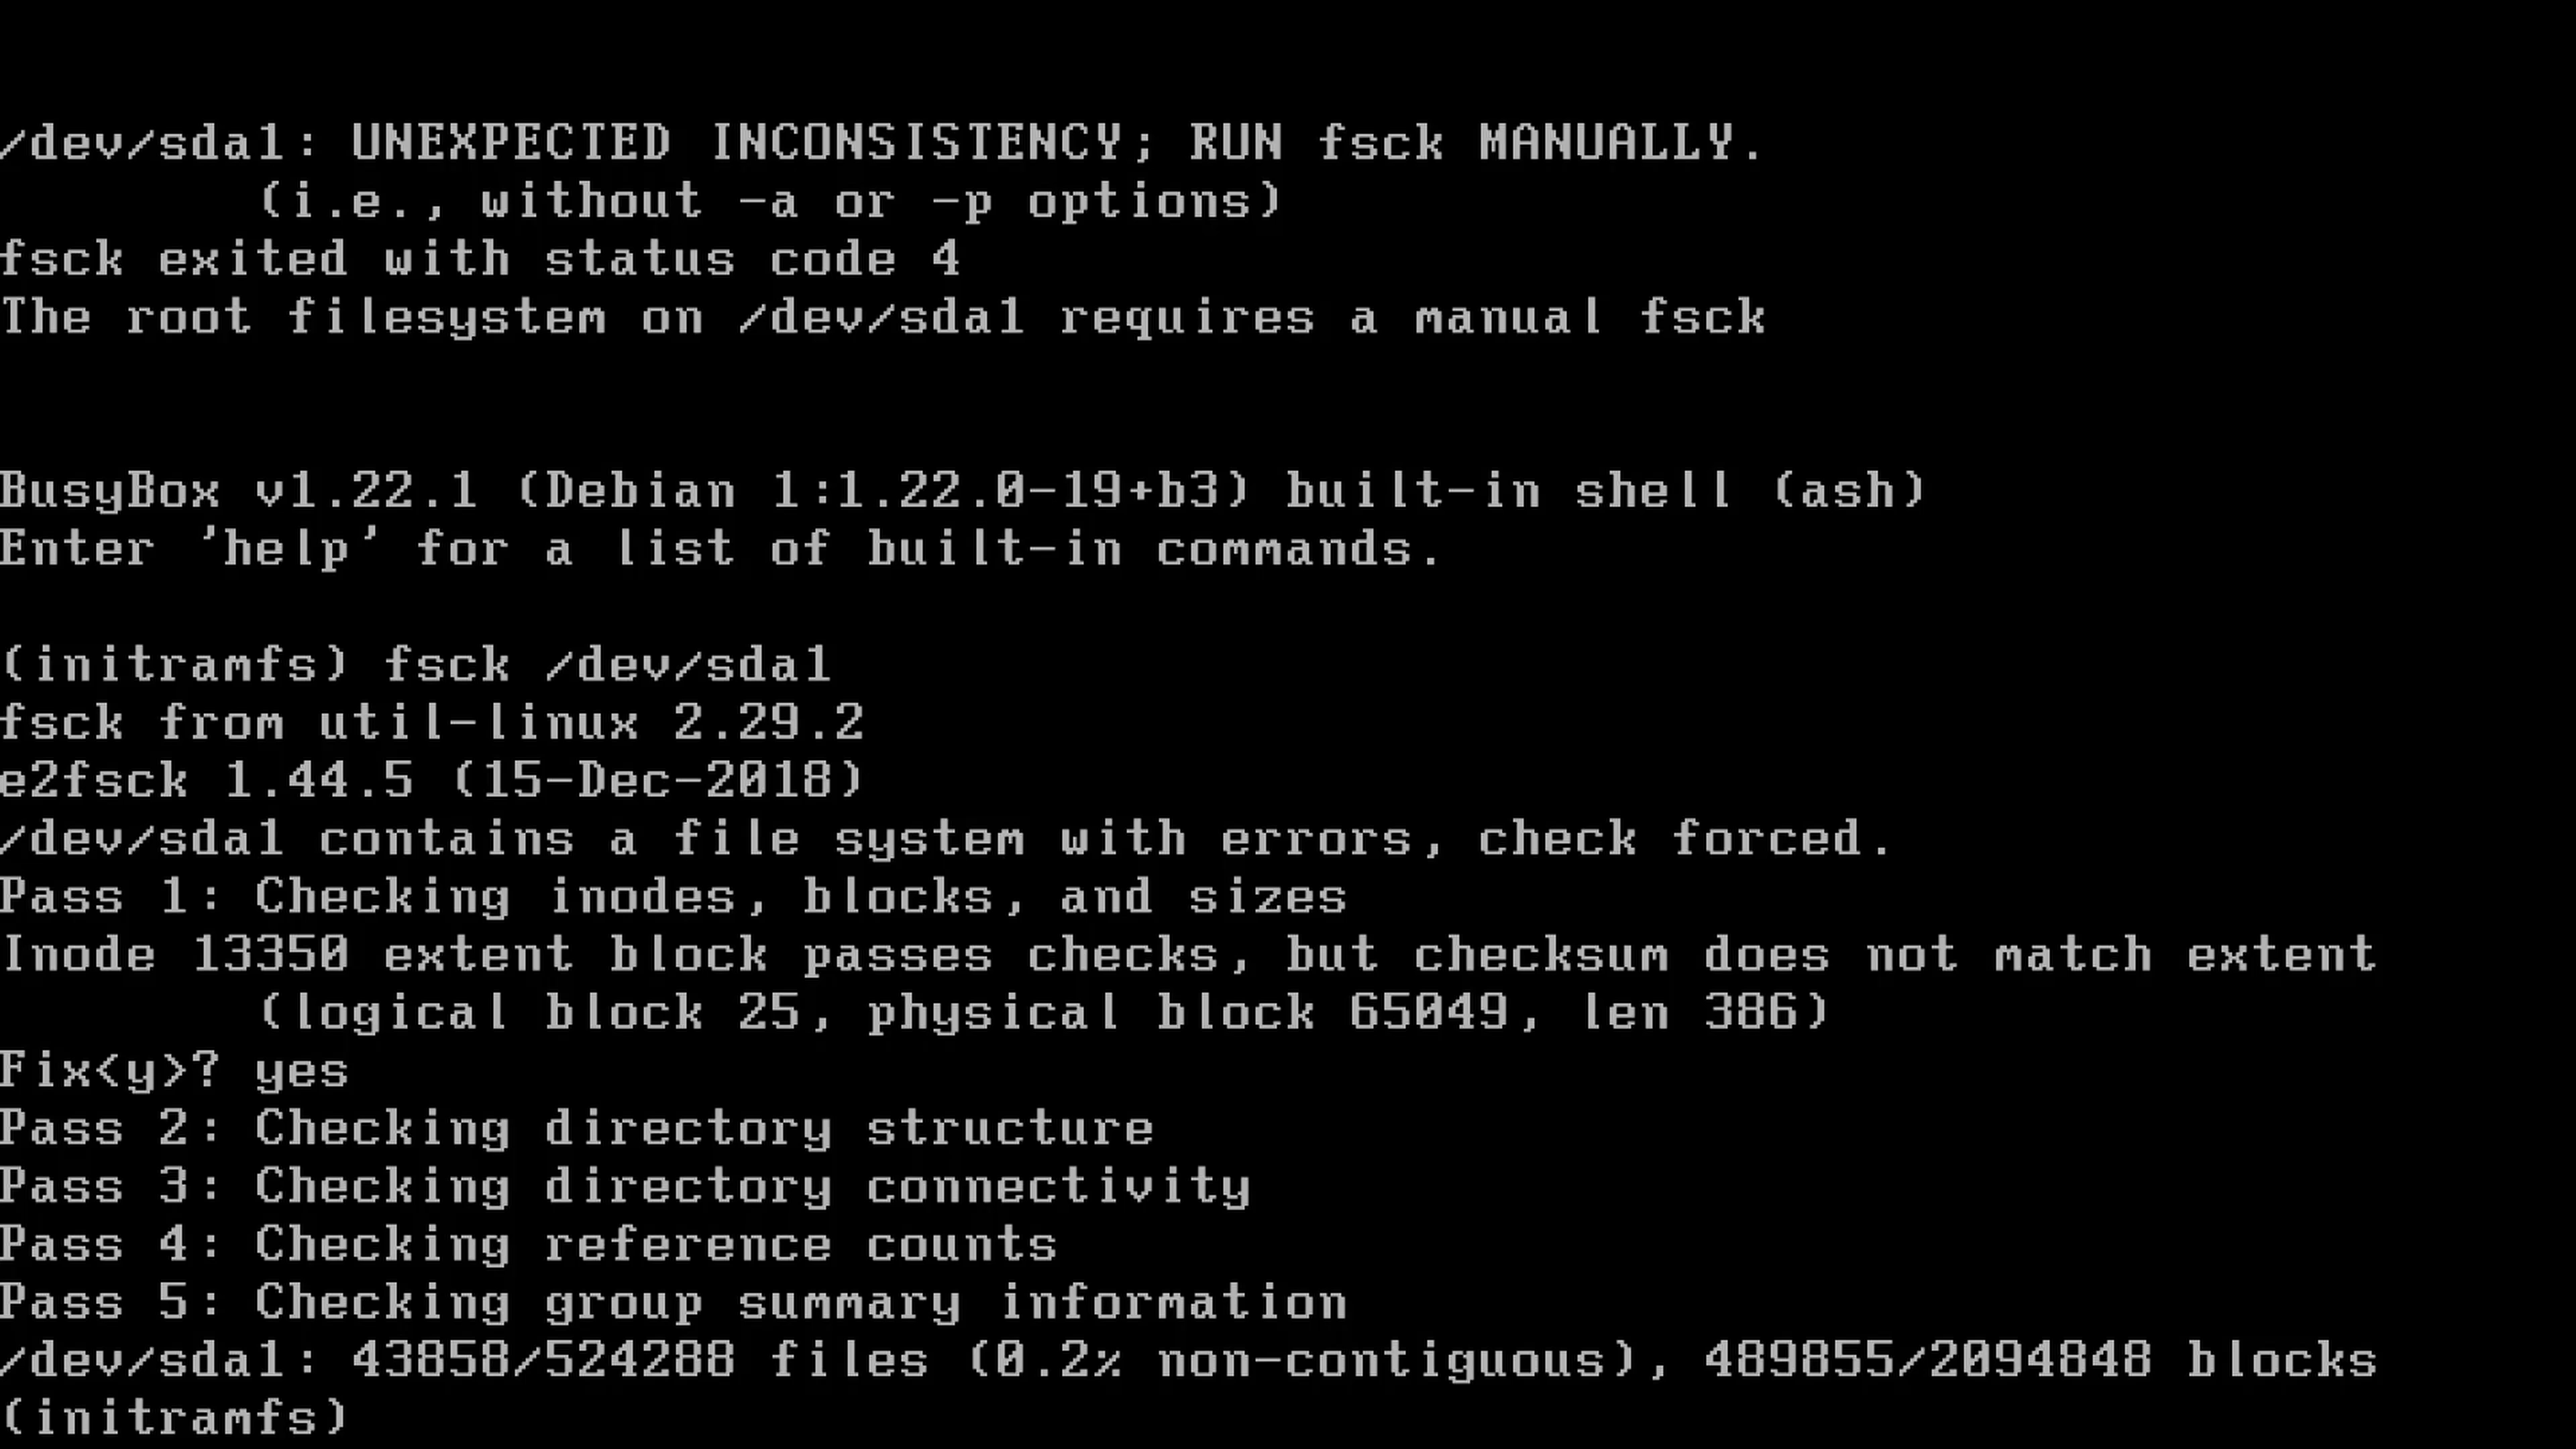 /dev/sda1: UNEXPECTED INCONSISTENCY; RUN fsck MANUALLY.
        (i.e., without -a or -p options)
fsck exited with status code 4
The root filesystem on /dev/sda1 requires a manual fsck
BusyBox v1.22.1 (Debian 1:1.22.0-19+b3) built-in shell (ash)
Enter 'help' for a list of built-in commands.
(initramfs) fsck /dev/sda1
fsck from util-linux 2.29.2
e2fsck 1.44.5 (15-Dec-2018)
/dev/sda1 contains a file system with errors, check forced.
Pass 1: Checking inodes, blocks, and sizes
Inode 13350 extent block passes checks, but checksum does not match extent
        (logical block 25, physical block 65049, len 386)
Fix<y>? yes
Pass 2: Checking directory structure
Pass 3: Checking directory connectivity
Pass 4: Checking reference counts
Pass 5: Checking group summary information
/dev/sda1: 43858/524288 files (0.2% non-contiguous), 489855/2094848 blocks
(initramfs)